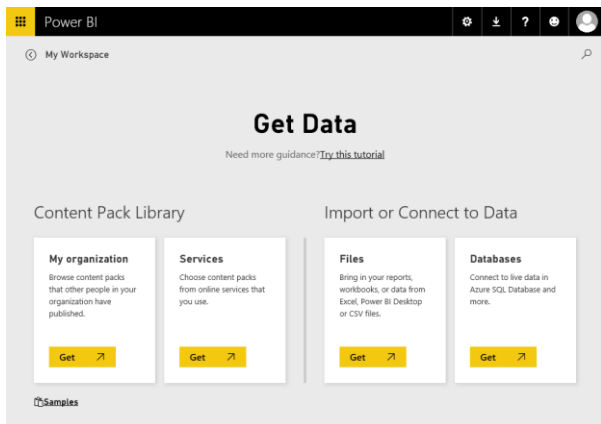 Power BI
?
My Workspace
Get Data
Need more guidance?Try this tutorial
Content Pack Library
Import or Connect to Data
My organization
Browse content packs
that other people in your
organization have
published.
Get
Services
Choose content packs
from online services that
you use.
Get
Files
Bring in your reports,
workbooks, or data from
Excel, Power BI Desktop
or CSV files.
Get
Databases
Connect to live data in
Azure SQL Database and
more.
Get
Samples